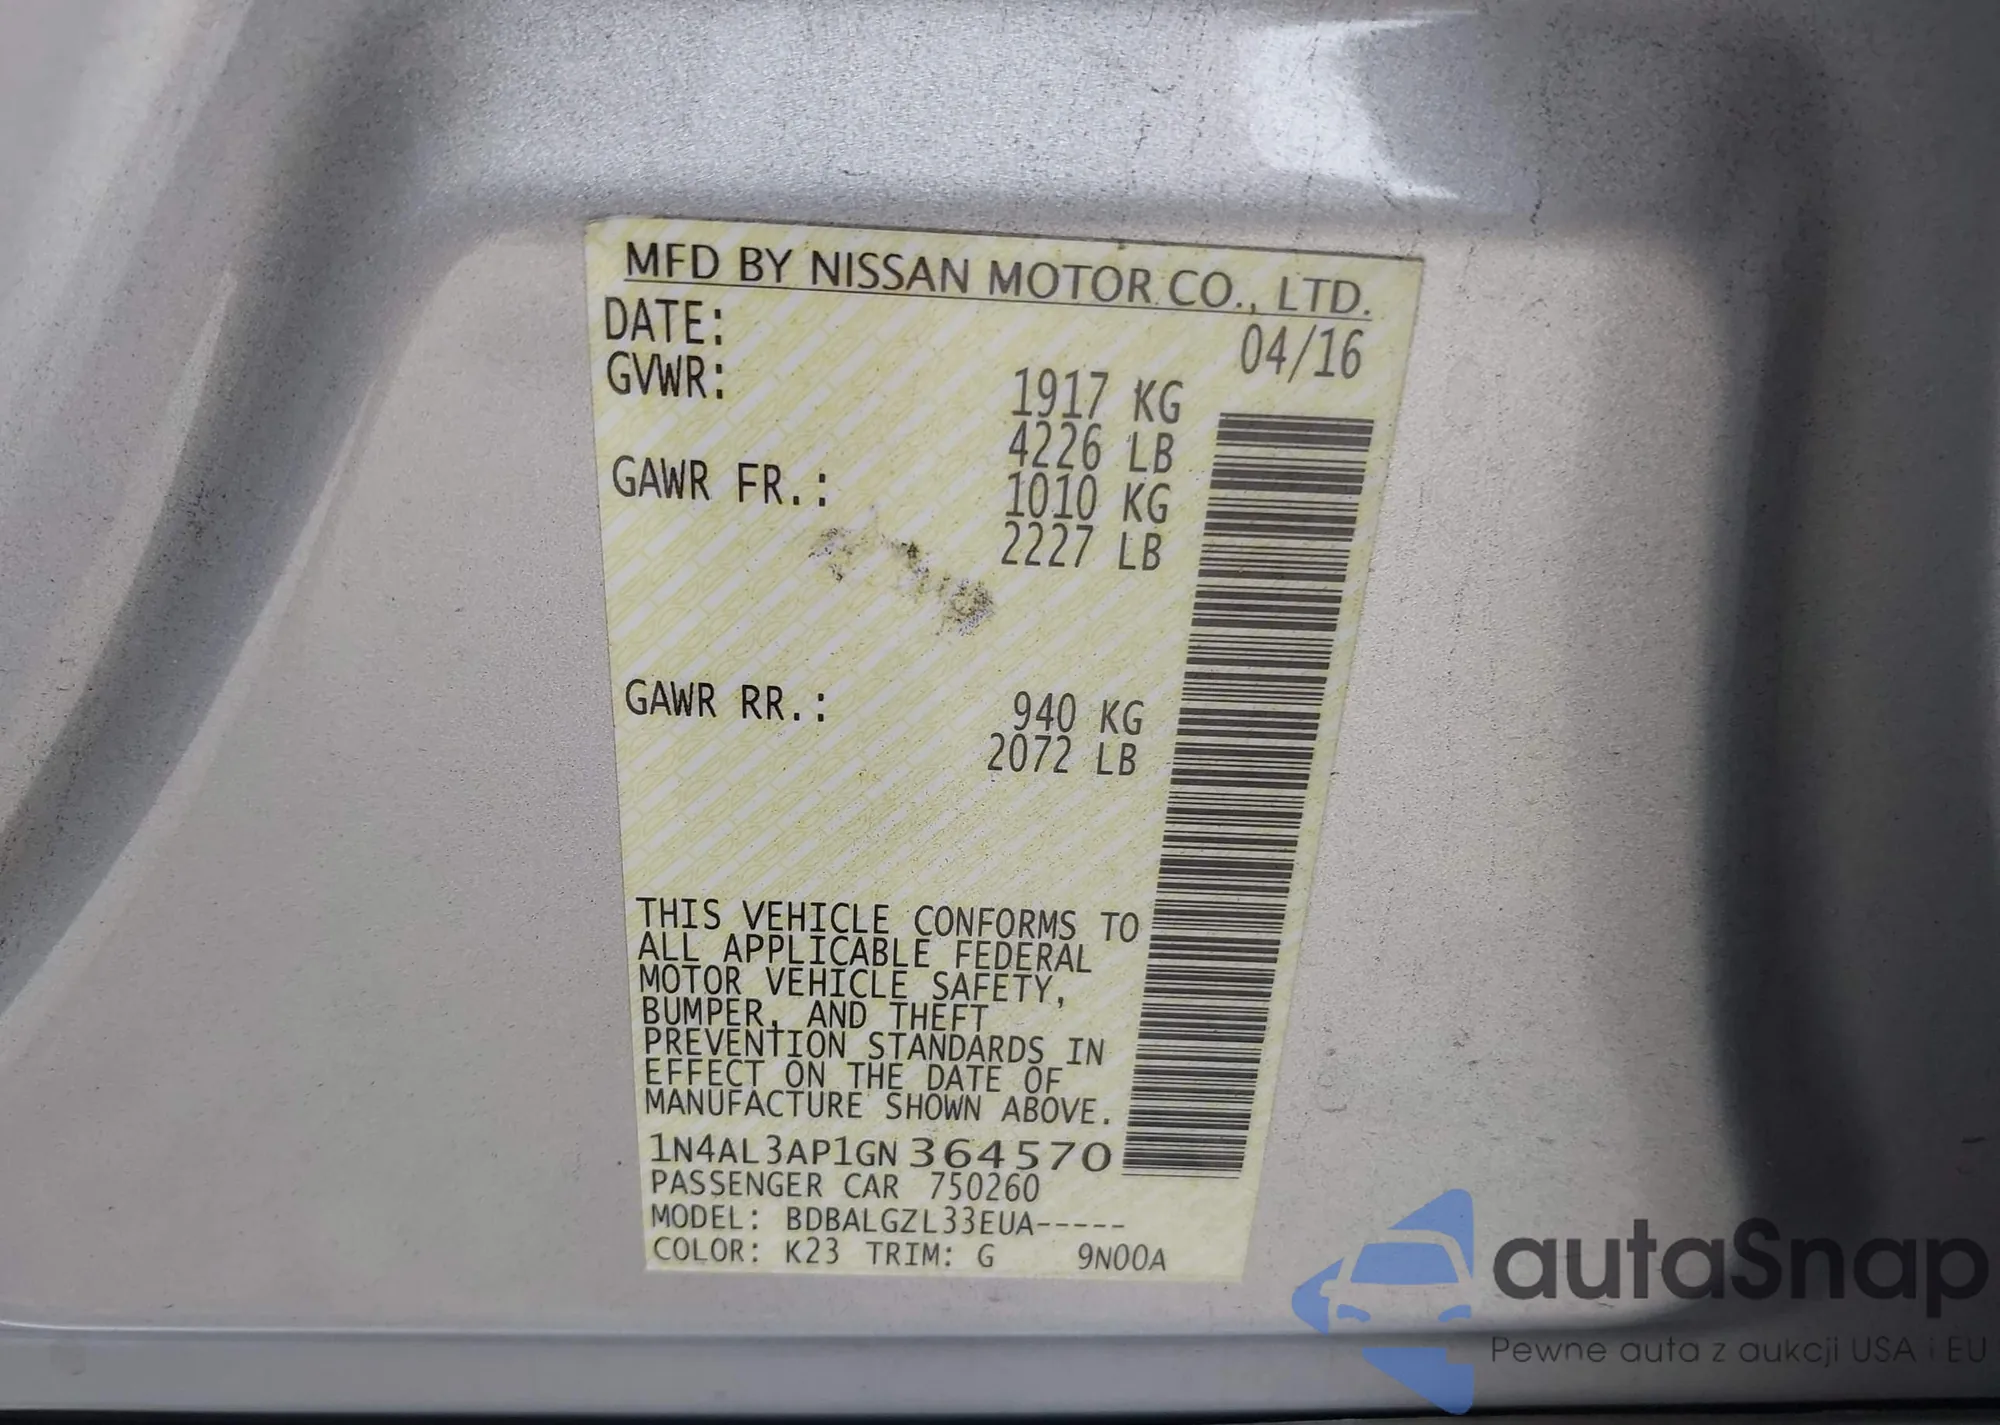 MFD BY NISSAN MOTOR CO., LTD.
DATE: 04/16
GVWR: 1917 KG
4226 LB
GAWR FR.: 1010 KG
2227 LB
GAWR RR.: 940 KG
2072 LB
THIS VEHICLE CONFORMS TO
ALL APPLICABLE FEDERAL
MOTOR VEHICLE SAFETY,
BUMPER, AND THEFT
PREVENTION STANDARDS IN
EFFECT ON THE DATE OF
MANUFACTURE SHOWN ABOVE.
1N4AL3AP1GN364570
PASSENGER CAR 750260
MODEL: BDBALGZL33EUA-----
COLOR: K23 TRIM: G 9N00A
autaSnap
Pewne auta z aukcji USA i EU